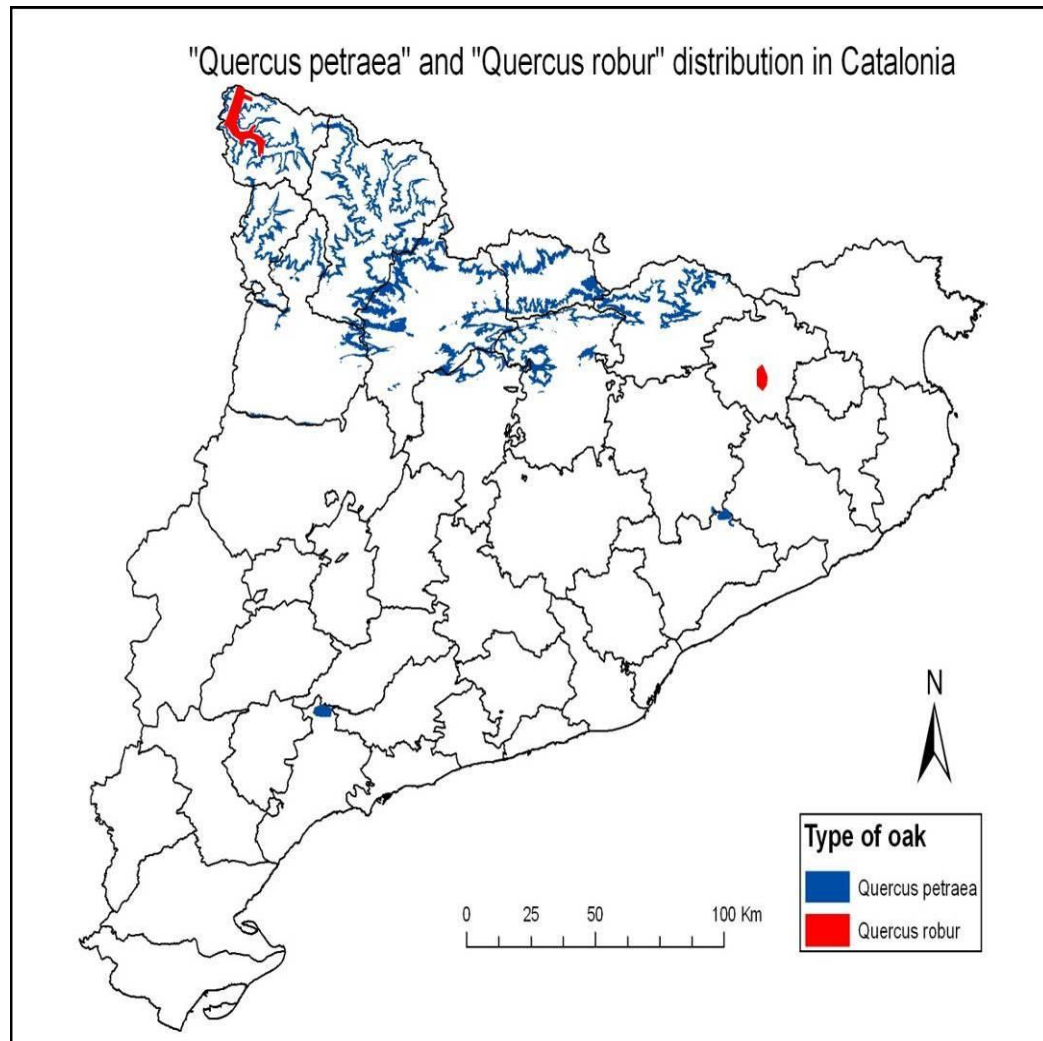 "Quercus petraea" and "Quercus robur" distribution in Catalonia
N
Type of oak
Quercus petraea
Quercus robur
0 25 50 100 Km